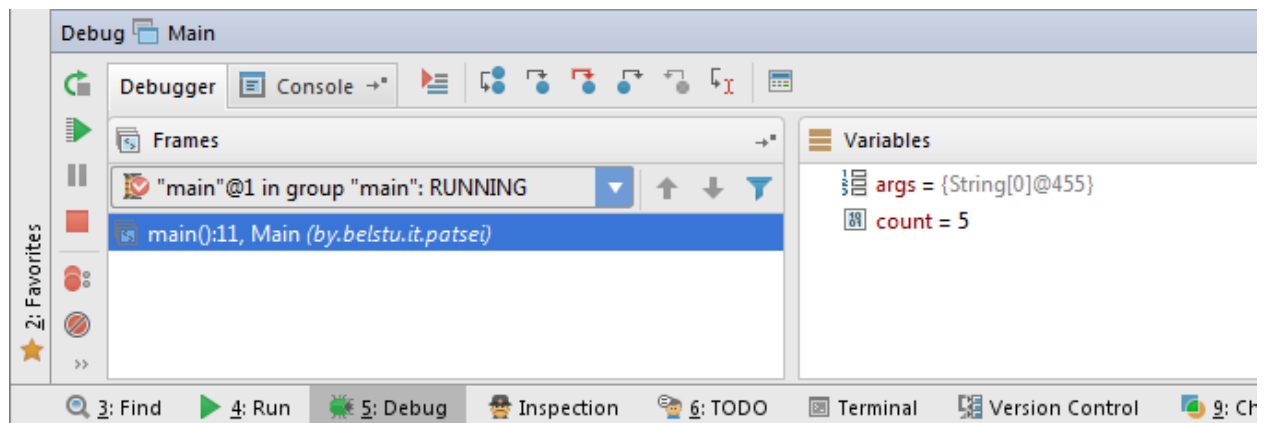 Debug Main
Debugger Console
Frames
Variables
"main"@1 in group "main": RUNNING
main():11, Main (by.belstu.it.patsei)
args = {String[0]@455}
count = 5
2: Favorites
3: Find 4: Run 5: Debug Inspection 6: TODO Terminal Version Control 9: Ch